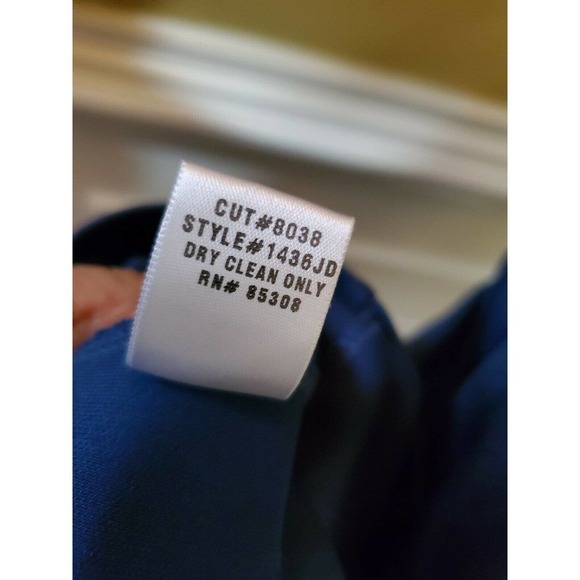 CUT#8038
STYLE#1436JD
DRY CLEAN ONLY
RN# 85308